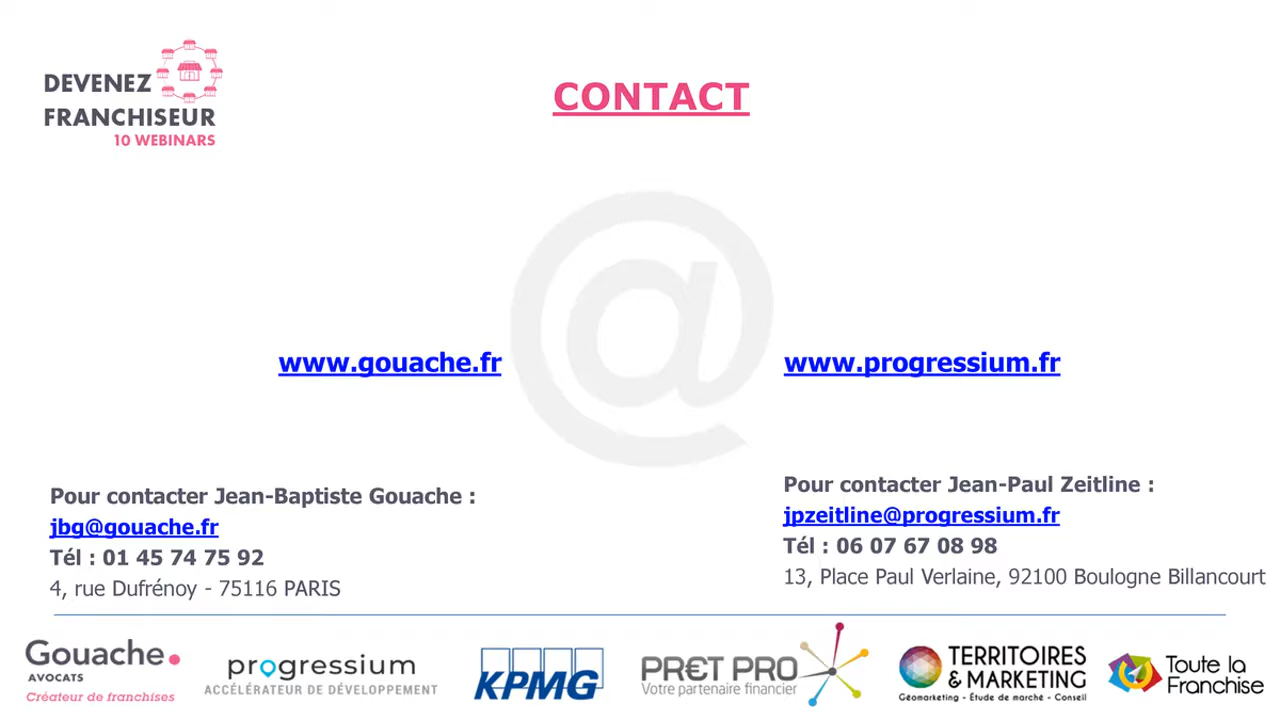 DEVENEZ
FRANCHISEUR
10 WEBINARS
CONTACT
@
www.gouache.fr
www.progressium.fr
Pour contacter Jean-Baptiste Gouache :
jbg@gouache.fr
Tél : 01 45 74 75 92
4, rue Dufrénoy - 75116 PARIS
Pour contacter Jean-Paul Zeitline :
jpzeitline@progressium.fr
Tél : 06 07 67 08 98
13, Place Paul Verlaine, 92100 Boulogne Billancourt
Gouache
AVOCATS
Créateur de franchises
progressium
ACCÉLÉRATEUR DE DÉVELOPPEMENT
KPMG
PR€T PRO
Votre partenaire financier
TERRITOIRES
& MARKETING
Géomarketing - Étude de marché - Conseil
Toute la
Franchise